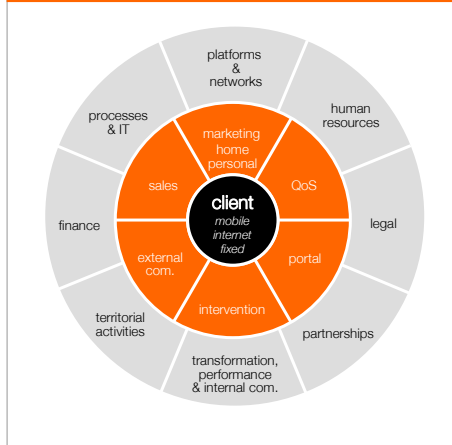 platforms
&
networks
human
resources
legal
partnerships
transformation,
performance
& internal com.
territorial
activities
finance
processes
& IT
marketing
home
personal
QoS
portal
intervention
external
com.
sales
client
mobile
internet
fixed